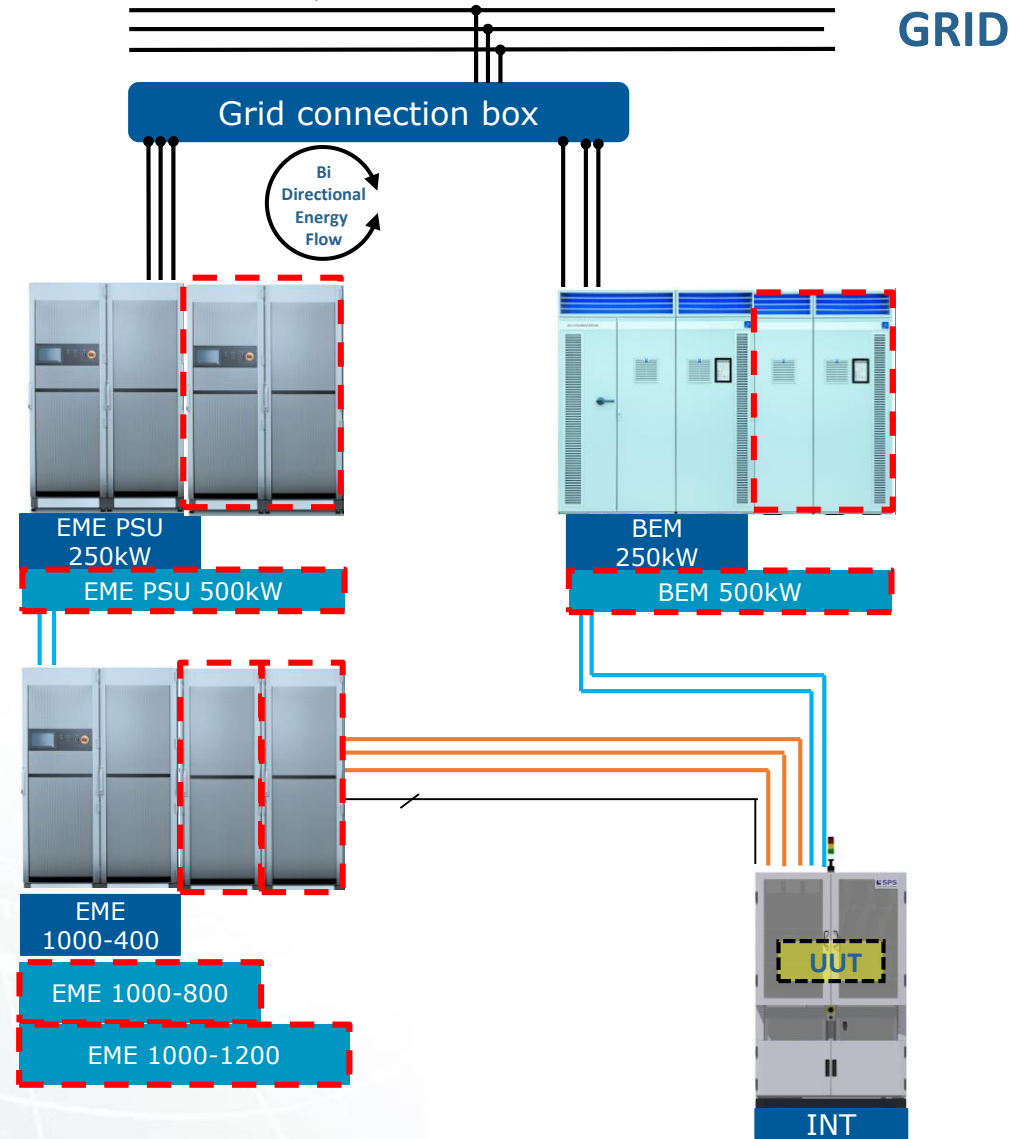 GRID
Grid connection box
Bi
Directional
Energy
Flow
EME PSU
250kW
EME PSU 500kW
BEM
250kW
BEM 500kW
EME
1000-400
EME 1000-800
EME 1000-1200
SPS
UUT
INT